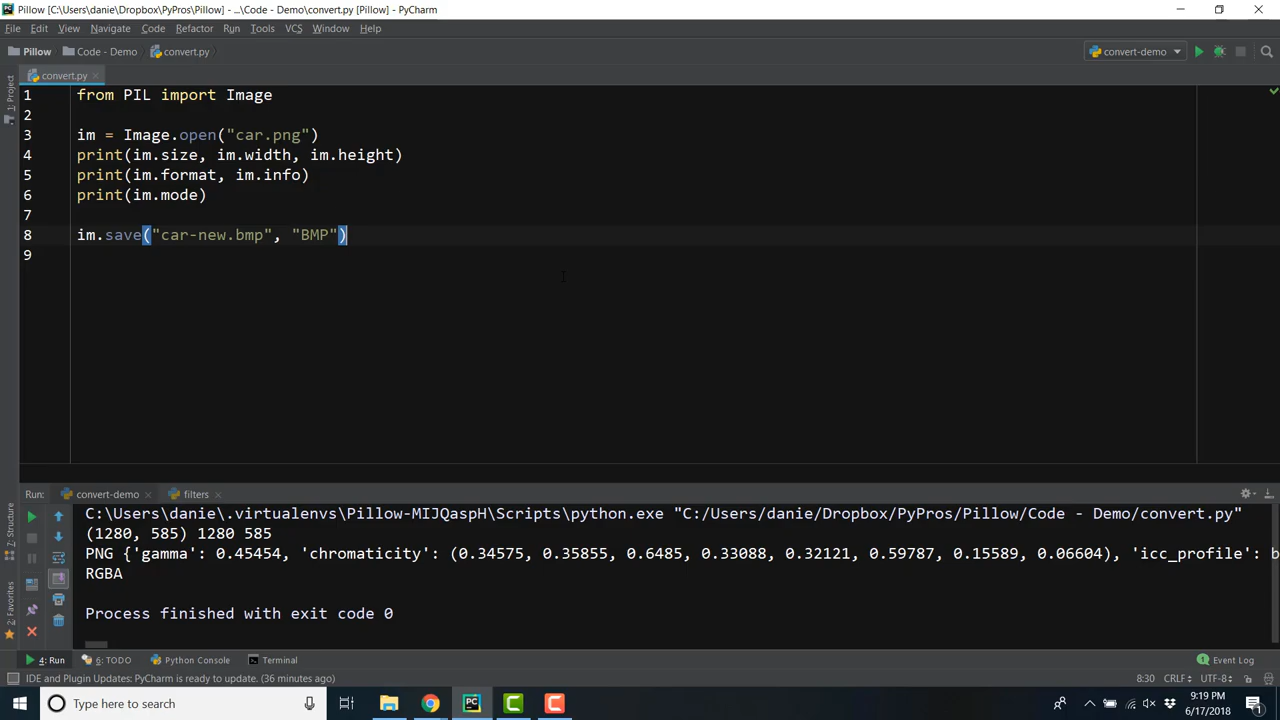 Pillow [C:\Users\danie\Dropbox\PyPros\Pillow] - ...\Code - Demo\convert.py [Pillow] - PyCharm
File Edit View Navigate Code Refactor Run Tools VCS Window Help
Pillow Code - Demo convert.py
convert-demo
convert.py
1: Project
1 from PIL import Image
2
3 im = Image.open("car.png")
4 print(im.size, im.width, im.height)
5 print(im.format, im.info)
6 print(im.mode)
7
8 im.save("car-new.bmp", "BMP")
9
Run: convert-demo filters
C:\Users\danie\.virtualenvs\Pillow-MIJQaspH\Scripts\python.exe "C:/Users/danie/Dropbox/PyPros/Pillow/Code - Demo/convert.py"
(1280, 585) 1280 585
PNG {'gamma': 0.45454, 'chromaticity': (0.34575, 0.35855, 0.6485, 0.33088, 0.32121, 0.59787, 0.15589, 0.06604), 'icc_profile': b
RGBA
Process finished with exit code 0
7: Structure
2: Favorites
4: Run 6: TODO Python Console Terminal Event Log
IDE and Plugin Updates: PyCharm is ready to update. (36 minutes ago) 8:30 CRLF UTF-8
PC
Type here to search
9:19 PM
6/17/2018
1